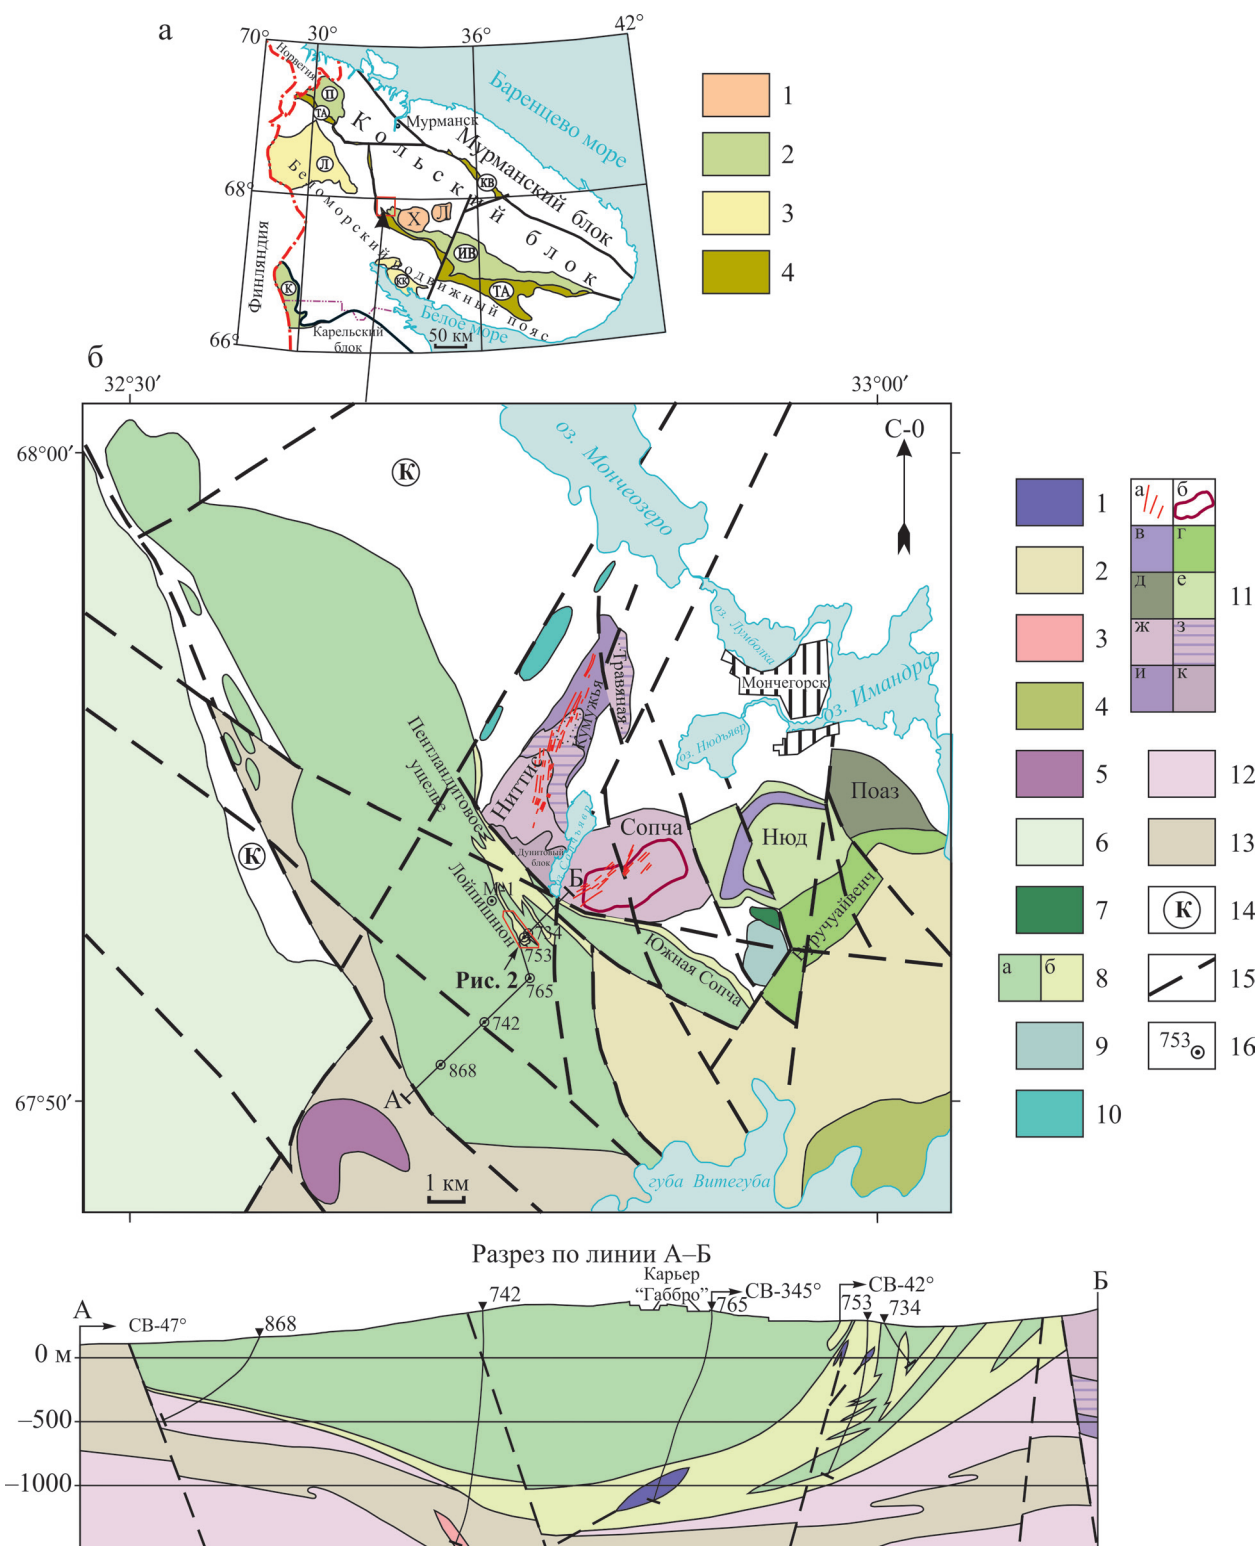 а
70°
30°
36°
42°
Норвегия
Баренцево море
П
ТА
Мурманск
Кольский блок
Мурманский блок
Л
КВ
68°
Беломорский подвижный пояс
Х
Л
ИВ
Финляндия
К
КК
ТА
Белое море
Карельский
блок
50 км
66°
1
2
3
4
б
32°30′
33°00′
68°00′
К
оз. Мончеозеро
С-0
оз. Лумболка
Мончегорск
оз. Имандра
оз. Нюдъявр
Травяная
Кумужья
Ниттис
Пентландитовое
ущелье
Поаз
Сопча
Нюд
Дунитовый
блок
К
Б
М-1
Лойпишнюн
734
753
Рис. 2
765
Южная Сопча
742
868
А
67°50′
1 км
губа Витегуба
1
2
3
4
5
6
7
а
б
8
9
10
а
б
в
г
д
е
ж
з
и
к
11
12
13
К
14
15
753
16
Разрез по линии А–Б
А
СВ-47°
868
742
Карьер
“Габбро”
765
СВ-345°
753
СВ-42°
734
Б
0 м
–500
–1000